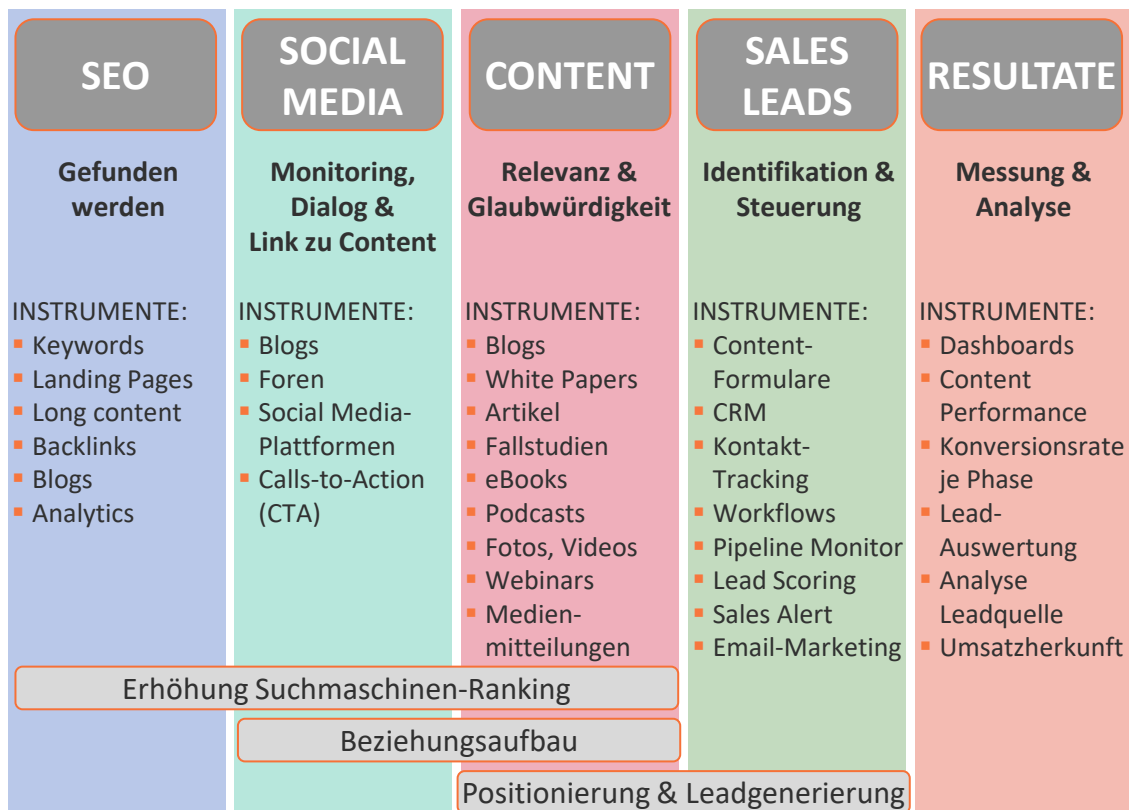 SEO
Gefunden
werden
INSTRUMENTE:
▪ Keywords
▪ Landing Pages
▪ Long content
▪ Backlinks
▪ Blogs
▪ Analytics
SOCIAL
MEDIA
Monitoring,
Dialog &
Link zu Content
INSTRUMENTE:
▪ Blogs
▪ Foren
▪ Social Media-
Plattformen
▪ Calls-to-Action
(CTA)
CONTENT
Relevanz &
Glaubwürdigkeit
INSTRUMENTE:
▪ Blogs
▪ White Papers
▪ Artikel
▪ Fallstudien
▪ eBooks
▪ Podcasts
▪ Fotos, Videos
▪ Webinars
▪ Medien-
mitteilungen
SALES
LEADS
Identifikation &
Steuerung
INSTRUMENTE:
▪ Content-
Formulare
▪ CRM
▪ Kontakt-
Tracking
▪ Workflows
▪ Pipeline Monitor
▪ Lead Scoring
▪ Sales Alert
▪ Email-Marketing
RESULTATE
Messung &
Analyse
INSTRUMENTE:
▪ Dashboards
▪ Content
Performance
▪ Konversionsrate
je Phase
▪ Lead-
Auswertung
▪ Analyse
Leadquelle
▪ Umsatzherkunft
Erhöhung Suchmaschinen-Ranking
Beziehungsaufbau
Positionierung & Leadgenerierung